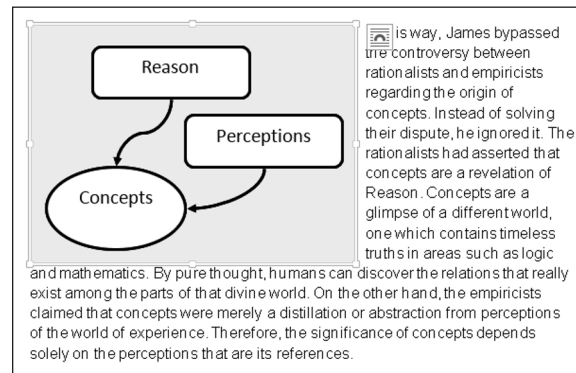 Reason
Perceptions
Concepts
is way, James bypassed
the controversy between
rationalists and empiricists
regarding the origin of
concepts. Instead of solving
their dispute, he ignored it. The
rationalists had asserted that
concepts are a revelation of
Reason. Concepts are a
glimpse of a different world,
one which contains timeless
truths in areas such as logic
and mathematics. By pure thought, humans can discover the relations that really
exist among the parts of that divine world. On the other hand, the empiricists
claimed that concepts were merely a distillation or abstraction from perceptions
of the world of experience. Therefore, the significance of concepts depends
solely on the perceptions that are its references.